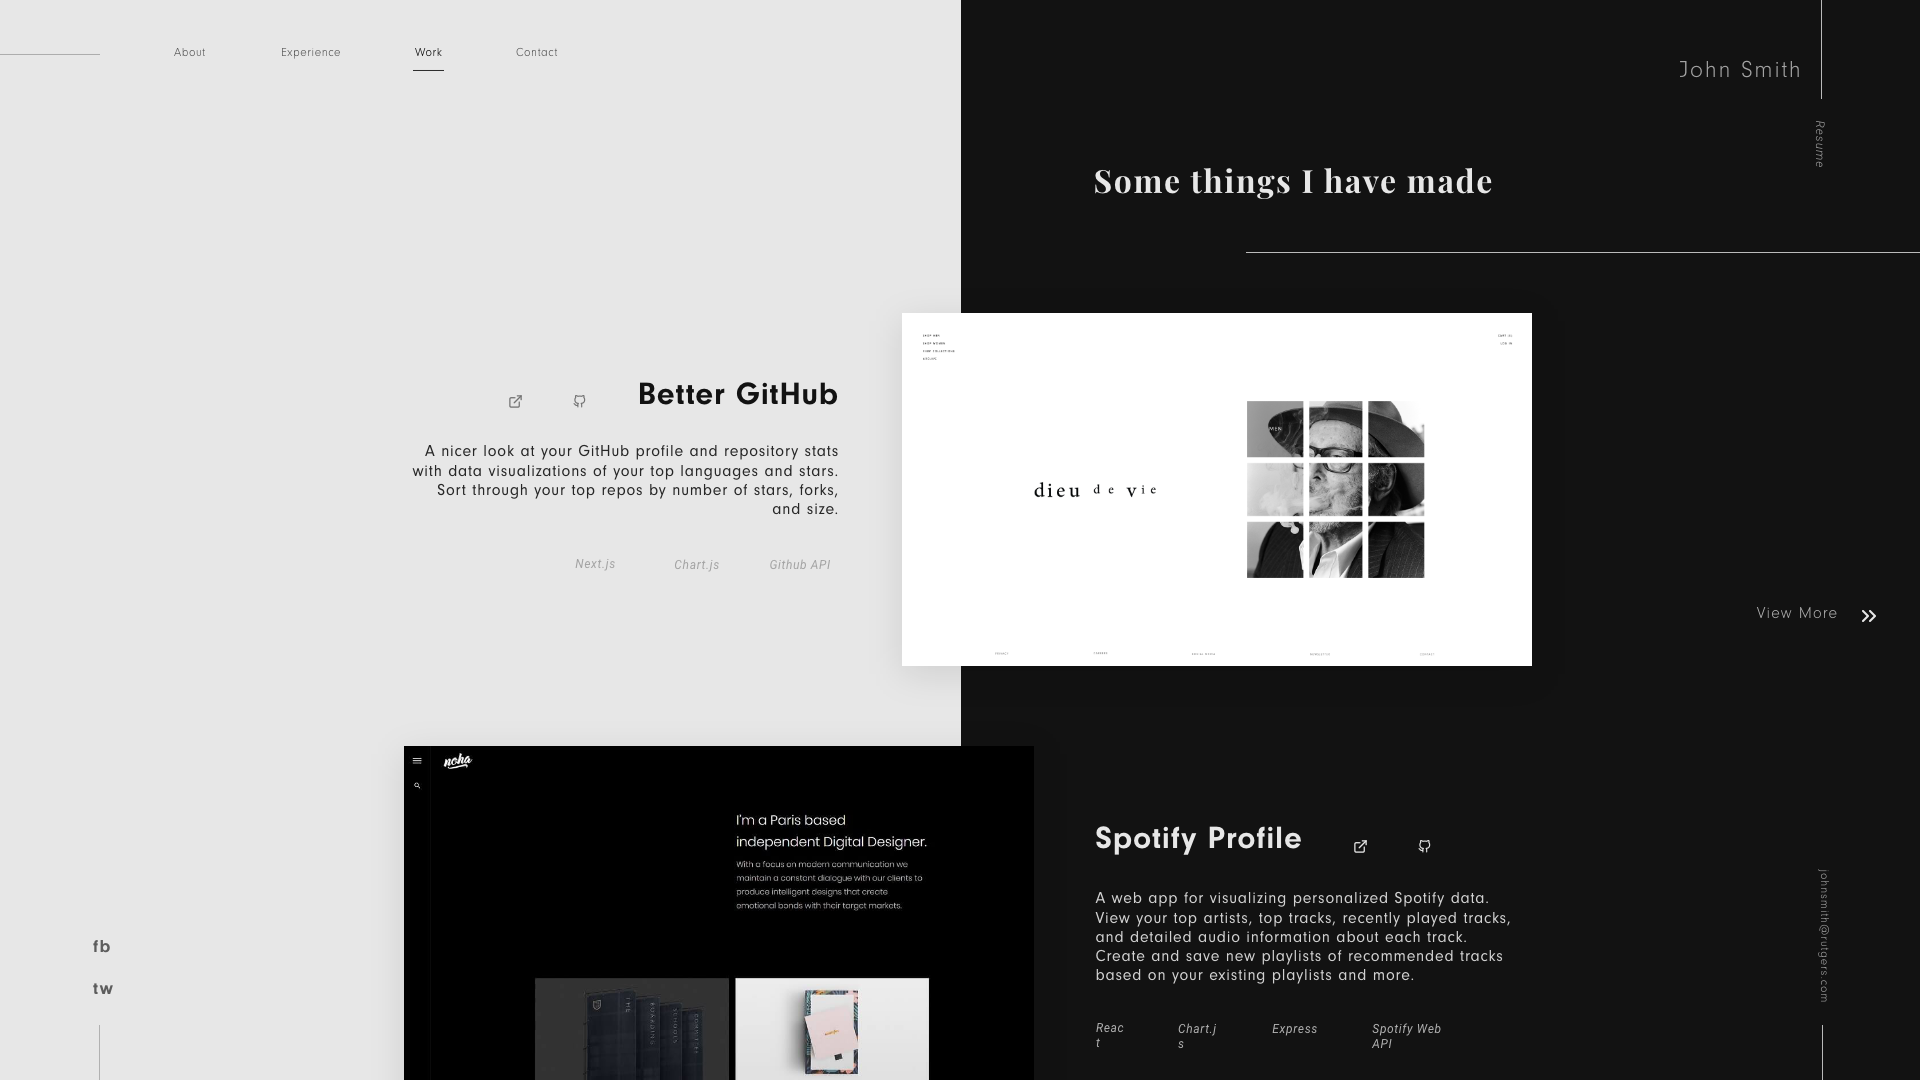 About
Experience
Work
Contact
John Smith
Resume
Some things I have made
Better GitHub
A nicer look at your GitHub profile and repository stats
with data visualizations of your top languages and stars.
Sort through your top repos by number of stars, forks,
and size.
Next.js
Chart.js
Github API
MEN
dieu de vie
View More
noha
I'm a Paris based
independent Digital Designer.
With a focus on modern communication we
maintain a constant dialogue with our clients to
produce intelligent designs that create
emotional bonds with their target markets.
Spotify Profile
A web app for visualizing personalized Spotify data.
View your top artists, top tracks, recently played tracks,
and detailed audio information about each track.
Create and save new playlists of recommended tracks
based on your existing playlists and more.
Reac
t
Chart.j
s
Express
Spotify Web
API
fb
tw
johnsmith@rutgers.com